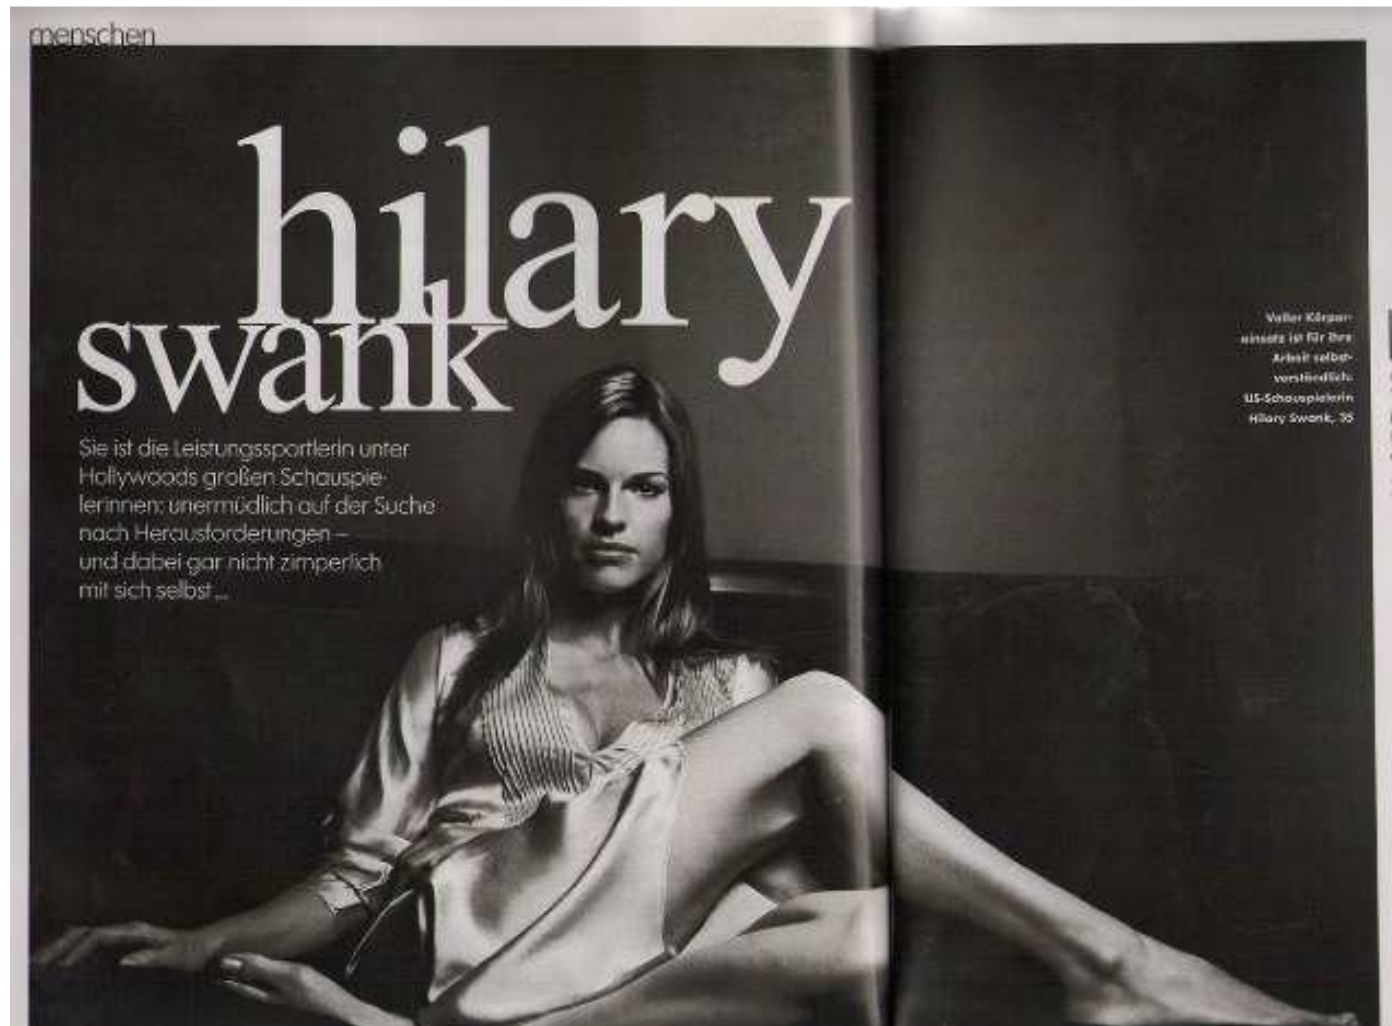 menschen
hilary
swank
Sie ist die Leistungssportlerin unter
Hollywoods großen Schauspie-
lerinnen: unermüdlich auf der Suche
nach Herausforderungen –
und dabei gar nicht zimperlich
mit sich selbst ...
Voller Körper-
einsatz ist für ihre
Arbeit selbst-
verständlich:
US-Schauspielerin
Hilary Swank, 35